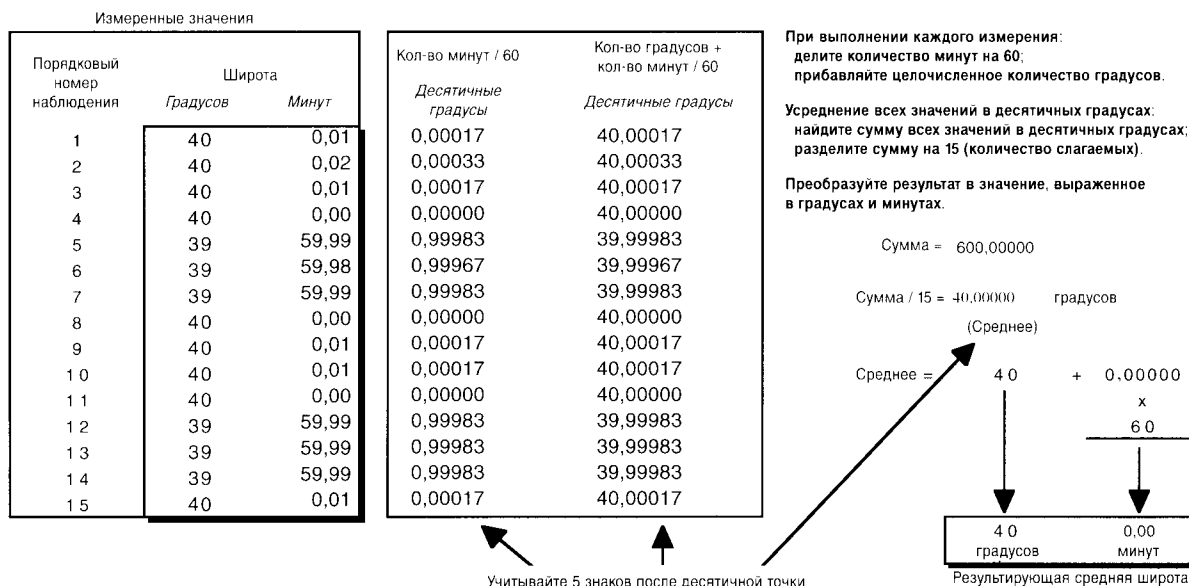 Измеренные значения
Порядковый номер наблюдения
Широта
Градусов Минут
Кол-во минут / 60
Десятичные градусы
Кол-во градусов + кол-во минут / 60
Десятичные градусы
1 40 0,01 0,00017 40,00017
2 40 0,02 0,00033 40,00033
3 40 0,01 0,00017 40,00017
4 40 0,00 0,00000 40,00000
5 39 59,99 0,99983 39,99983
6 39 59,98 0,99967 39,99967
7 39 59,99 0,99983 39,99983
8 40 0,00 0,00000 40,00000
9 40 0,01 0,00017 40,00017
10 40 0,01 0,00017 40,00017
11 40 0,00 0,00000 40,00000
12 39 59,99 0,99983 39,99983
13 39 59,99 0,99983 39,99983
14 39 59,99 0,99983 39,99983
15 40 0,01 0,00017 40,00017
Учитывайте 5 знаков после десятичной точки
При выполнении каждого измерения:
делите количество минут на 60;
прибавляйте целочисленное количество градусов.
Усреднение всех значений в десятичных градусах:
найдите сумму всех значений в десятичных градусах;
разделите сумму на 15 (количество слагаемых).
Преобразуйте результат в значение, выраженное
в градусах и минутах.
Сумма = 600,00000
Сумма / 15 = 40,00000 градусов
(Среднее)
Среднее = 40 + 0,00000
x
60
40 0,00
градусов минут
Результирующая средняя широта